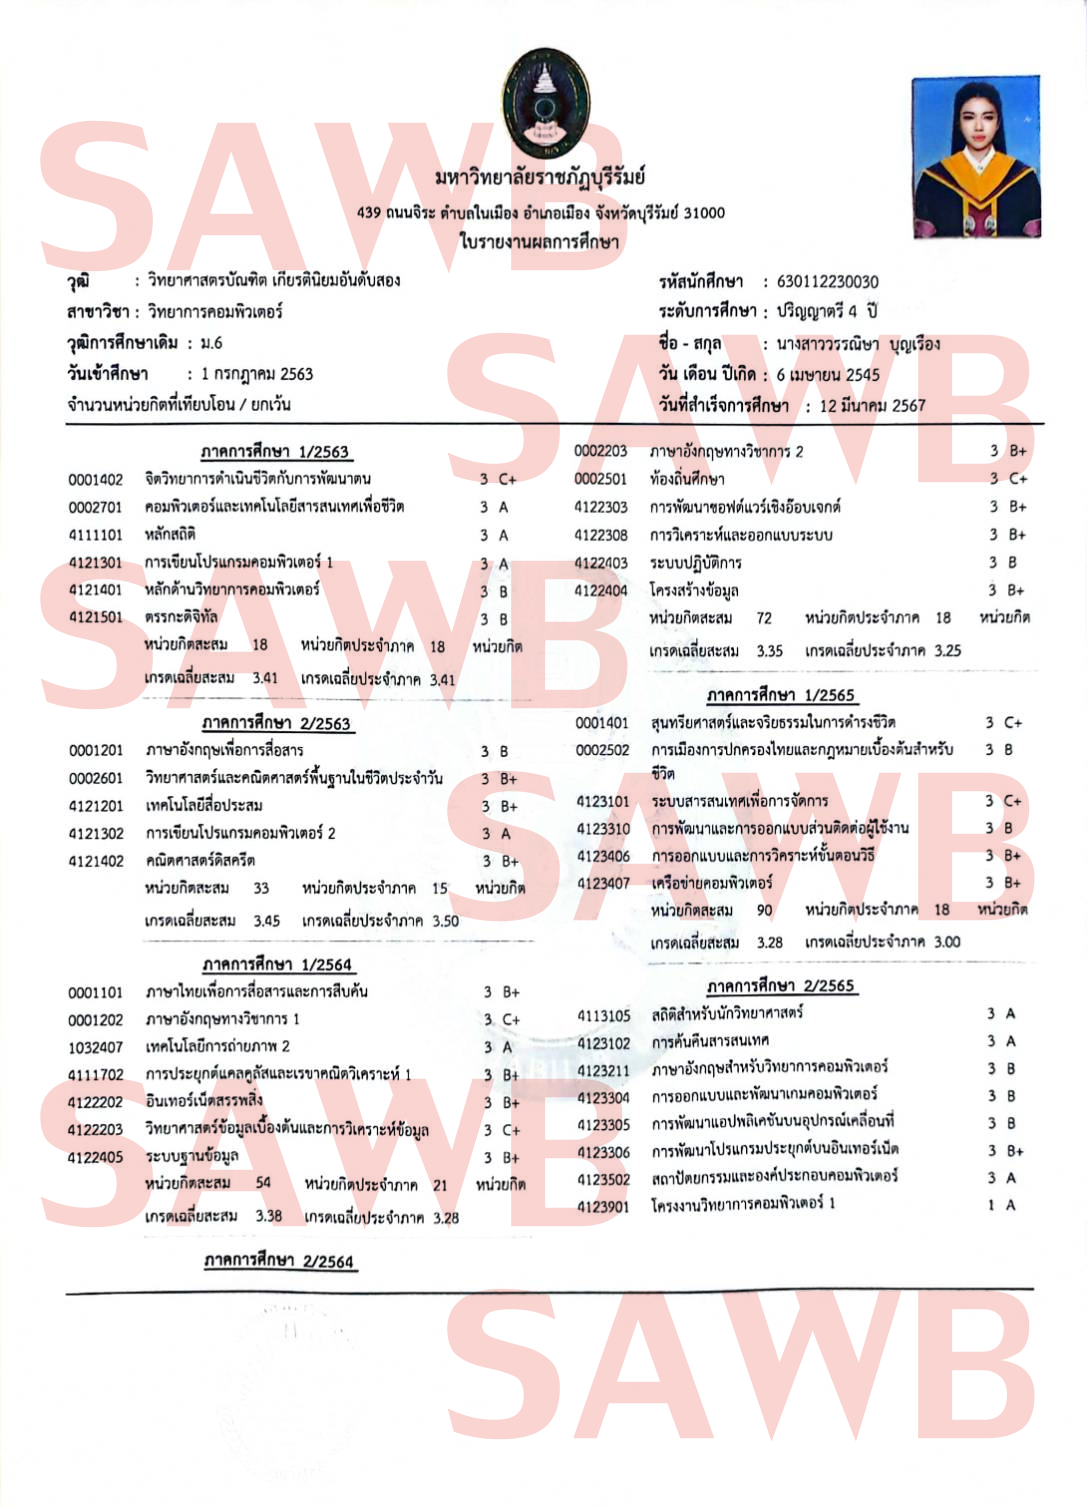 มหาวิทยาลัยราชภัฏบุรีรัมย์
439 ถนนจิระ ตำบลในเมือง อำเภอเมือง จังหวัดบุรีรัมย์ 31000
ใบรายงานผลการศึกษา
วุฒิ : วิทยาศาสตรบัณฑิต เกียรตินิยมอันดับสอง
สาขาวิชา : วิทยาการคอมพิวเตอร์
วุฒิการศึกษาเดิม : ม.6
วันเข้าศึกษา : 1 กรกฎาคม 2563
จำนวนหน่วยกิตที่เทียบโอน / ยกเว้น
รหัสนักศึกษา : 630112230030
ระดับการศึกษา : ปริญญาตรี 4 ปี
ชื่อ - สกุล : นางสาววรรณิษา บุญเรือง
วัน เดือน ปีเกิด : 6 เมษายน 2545
วันที่สำเร็จการศึกษา : 12 มีนาคม 2567
ภาคการศึกษา 1/2563
0001402 จิตวิทยาการดำเนินชีวิตกับการพัฒนาตน 3 C+
0002701 คอมพิวเตอร์และเทคโนโลยีสารสนเทศเพื่อชีวิต 3 A
4111101 หลักสถิติ 3 A
4121301 การเขียนโปรแกรมคอมพิวเตอร์ 1 3 A
4121401 หลักด้านวิทยาการคอมพิวเตอร์ 3 B
4121501 ตรรกะดิจิทัล 3 B
หน่วยกิตสะสม 18 หน่วยกิตประจำภาค 18 หน่วยกิต
เกรดเฉลี่ยสะสม 3.41 เกรดเฉลี่ยประจำภาค 3.41
ภาคการศึกษา 2/2563
0001201 ภาษาอังกฤษเพื่อการสื่อสาร 3 B
0002601 วิทยาศาสตร์และคณิตศาสตร์พื้นฐานในชีวิตประจำวัน 3 B+
4121201 เทคโนโลยีสื่อประสม 3 B+
4121302 การเขียนโปรแกรมคอมพิวเตอร์ 2 3 A
4121402 คณิตศาสตร์ดิสครีต 3 B+
หน่วยกิตสะสม 33 หน่วยกิตประจำภาค 15 หน่วยกิต
เกรดเฉลี่ยสะสม 3.45 เกรดเฉลี่ยประจำภาค 3.50
ภาคการศึกษา 1/2564
0001101 ภาษาไทยเพื่อการสื่อสารและการสืบค้น 3 B+
0001202 ภาษาอังกฤษทางวิชาการ 1 3 C+
1032407 เทคโนโลยีการถ่ายภาพ 2 3 A
4111702 การประยุกต์แคลคูลัสและเรขาคณิตวิเคราะห์ 1 3 B+
4122202 อินเทอร์เน็ตสรรพสิ่ง 3 B+
4122203 วิทยาศาสตร์ข้อมูลเบื้องต้นและการวิเคราะห์ข้อมูล 3 C+
4122405 ระบบฐานข้อมูล 3 B+
หน่วยกิตสะสม 54 หน่วยกิตประจำภาค 21 หน่วยกิต
เกรดเฉลี่ยสะสม 3.38 เกรดเฉลี่ยประจำภาค 3.28
ภาคการศึกษา 2/2564
0002203 ภาษาอังกฤษทางวิชาการ 2 3 B+
0002501 ท้องถิ่นศึกษา 3 C+
4122303 การพัฒนาซอฟต์แวร์เชิงอ๊อบเจกต์ 3 B+
4122308 การวิเคราะห์และออกแบบระบบ 3 B+
4122403 ระบบปฏิบัติการ 3 B
4122404 โครงสร้างข้อมูล 3 B+
หน่วยกิตสะสม 72 หน่วยกิตประจำภาค 18 หน่วยกิต
เกรดเฉลี่ยสะสม 3.35 เกรดเฉลี่ยประจำภาค 3.25
ภาคการศึกษา 1/2565
0001401 สุนทรียศาสตร์และจริยธรรมในการดำรงชีวิต 3 C+
0002502 การเมืองการปกครองไทยและกฎหมายเบื้องต้นสำหรับ 3 B
ชีวิต
4123101 ระบบสารสนเทศเพื่อการจัดการ 3 C+
4123310 การพัฒนาและการออกแบบส่วนติดต่อผู้ใช้งาน 3 B
4123406 การออกแบบและการวิคราะห์ขั้นตอนวิธี 3 B+
4123407 เครือข่ายคอมพิวเตอร์ 3 B+
หน่วยกิตสะสม 90 หน่วยกิตประจำภาค 18 หน่วยกิต
เกรดเฉลี่ยสะสม 3.28 เกรดเฉลี่ยประจำภาค 3.00
ภาคการศึกษา 2/2565
4113105 สถิติสำหรับนักวิทยาศาสตร์ 3 A
4123102 การค้นคืนสารสนเทศ 3 A
4123211 ภาษาอังกฤษสำหรับวิทยาการคอมพิวเตอร์ 3 B
4123304 การออกแบบและพัฒนาเกมคอมพิวเตอร์ 3 B
4123305 การพัฒนาแอปพลิเคชันบนอุปกรณ์เคลื่อนที่ 3 B
4123306 การพัฒนาโปรแกรมประยุกต์บนอินเทอร์เน็ต 3 B+
4123502 สถาปัตยกรรมและองค์ประกอบคอมพิวเตอร์ 3 A
4123901 โครงงานวิทยาการคอมพิวเตอร์ 1 1 A
SAWB
SAWB
SAWB
SAWB
SAWB
SAWB